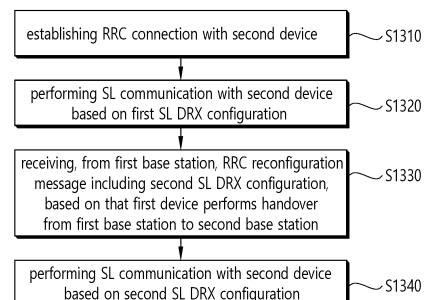 establishing RRC connection with second device
S1310
performing SL communication with second device
based on first SL DRX configuration
S1320
receiving, from first base station, RRC reconfiguration
message including second SL DRX configuration,
based on that first device performs handover
from first base station to second base station
S1330
performing SL communication with second device
based on second SL DRX configuration
S1340